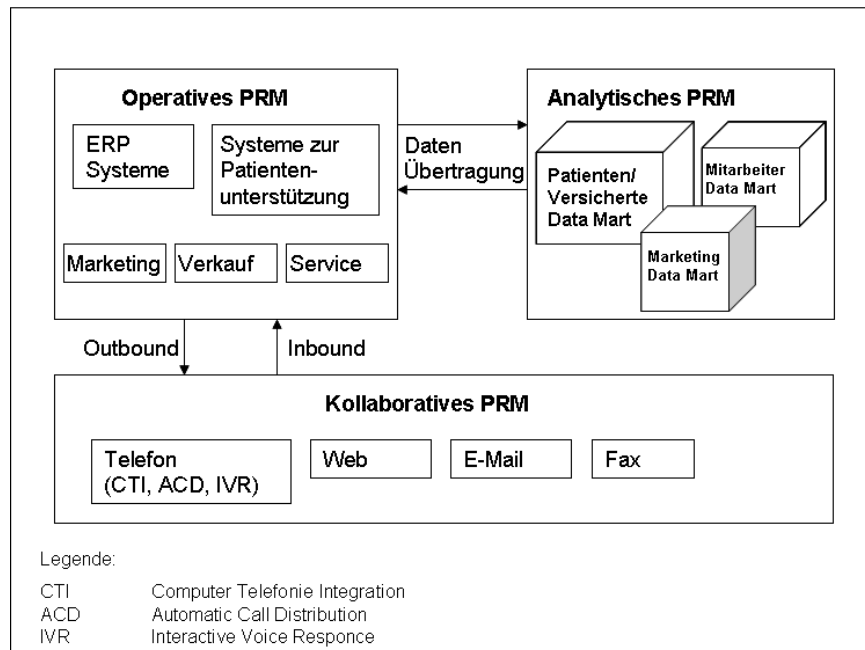 Operatives PRM
ERP
Systeme
Systeme zur
Patienten-
unterstützung
Marketing
Verkauf
Service
Daten
Übertragung
Analytisches PRM
Patienten/
Versicherte
Data Mart
Mitarbeiter
Data Mart
Marketing
Data Mart
Outbound
Inbound
Kollaboratives PRM
Telefon
(CTI, ACD, IVR)
Web
E-Mail
Fax
Legende:
CTI Computer Telefonie Integration
ACD Automatic Call Distribution
IVR Interactive Voice Responce